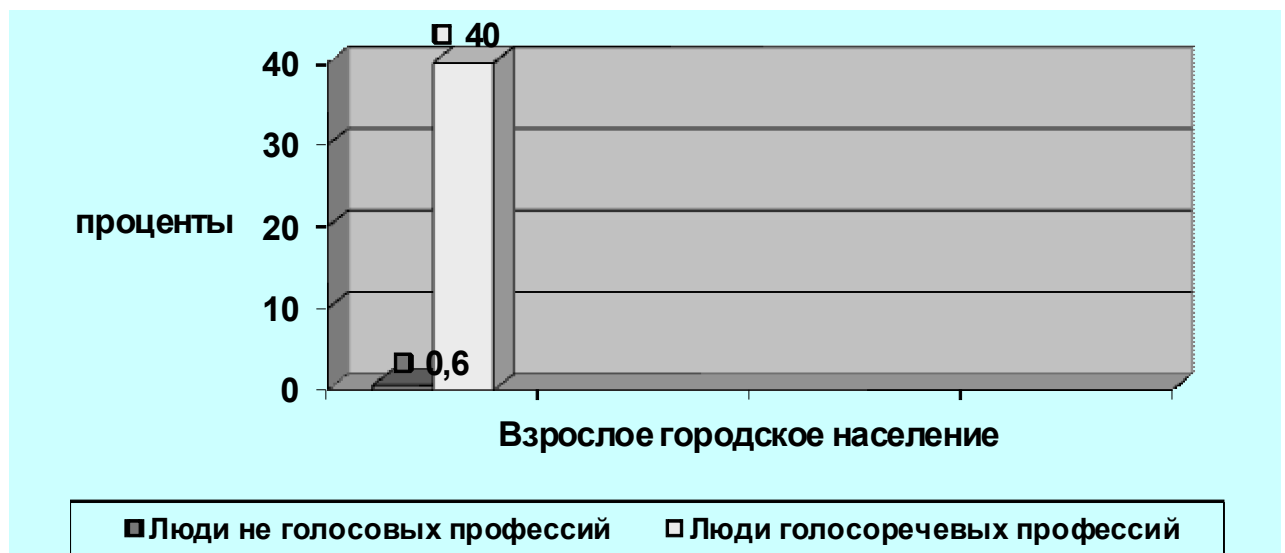 40
40
30
проценты 20
10
0,6
0
Взрослое городское население
Люди не голосовых профессий Люди голосоречевых профессий